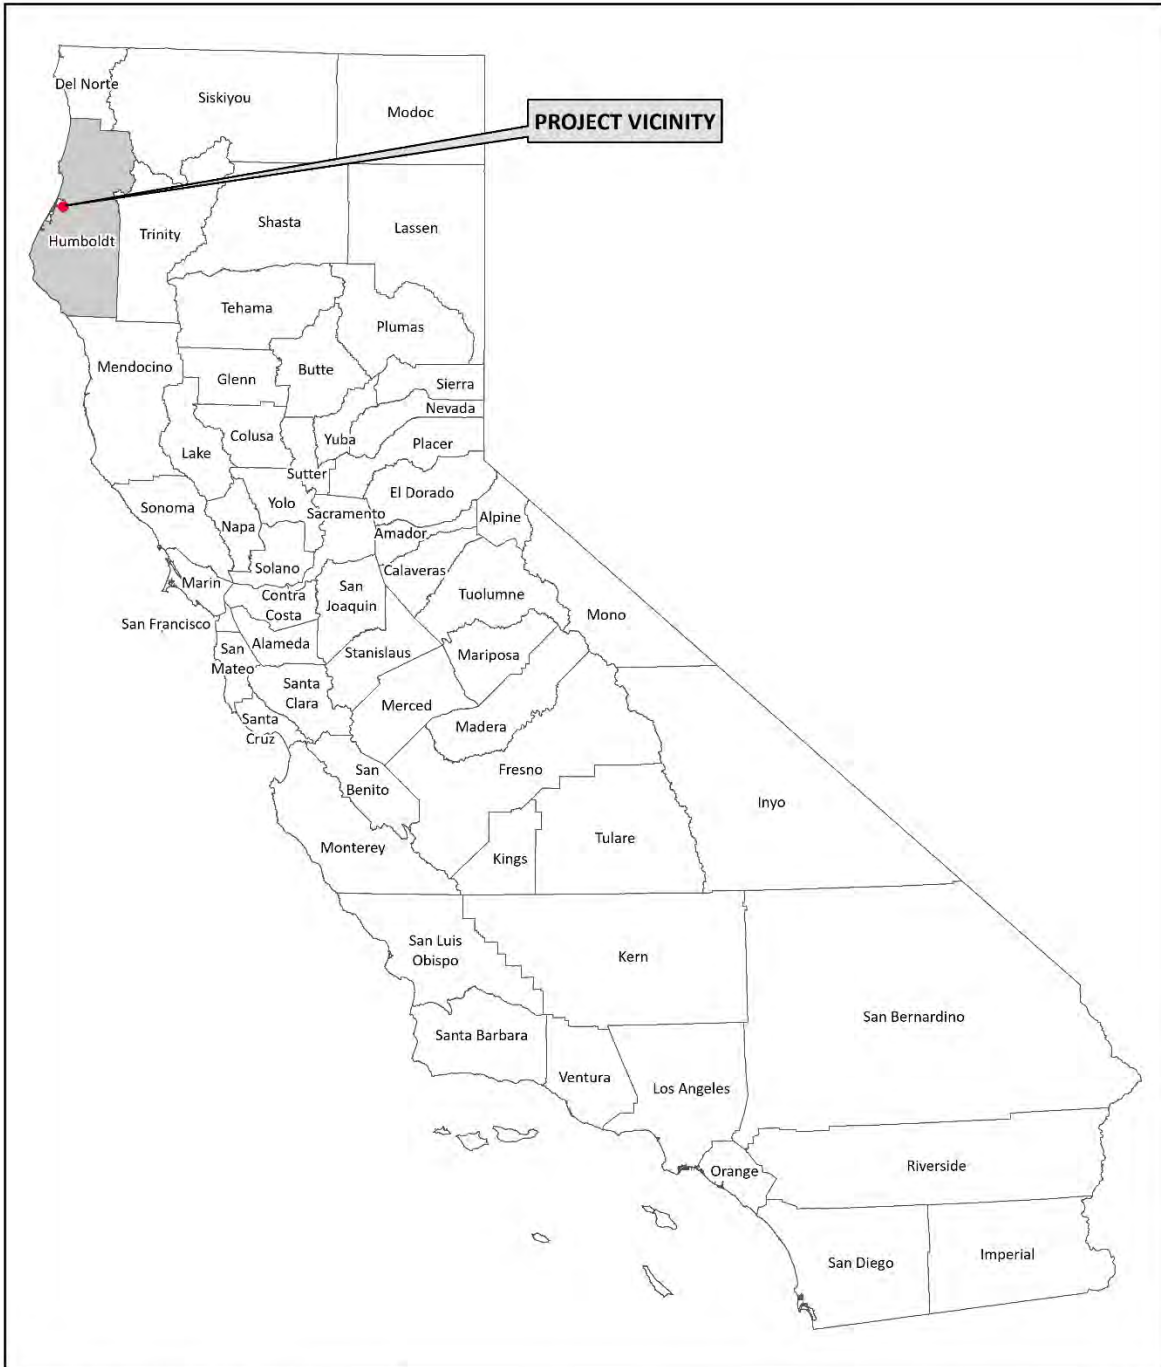 Del Norte
Siskiyou
Modoc
PROJECT VICINITY
Humboldt
Trinity
Shasta
Lassen
Tehama
Plumas
Mendocino
Glenn
Butte
Sierra
Nevada
Colusa
Yuba
Placer
Lake
Sutter
El Dorado
Sonoma
Napa
Yolo
Sacramento
Alpine
Amador
Marin
Solano
Calaveras
Contra
Costa
San
Joaquin
Tuolumne
Mono
San Francisco
San
Mateo
Alameda
Stanislaus
Mariposa
Santa
Clara
Merced
Madera
Santa
Cruz
San
Benito
Fresno
Inyo
Monterey
Kings
Tulare
San Luis
Obispo
Kern
San Bernardino
Santa Barbara
Ventura
Los Angeles
Orange
Riverside
San Diego
Imperial